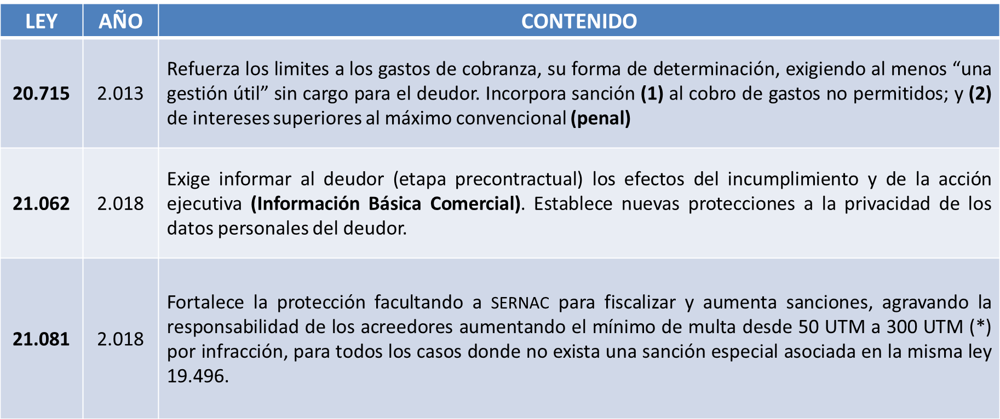 LEY AÑO CONTENIDO
20.715 2.013
Refuerza los limites a los gastos de cobranza, su forma de determinación, exigiendo al menos “una
gestión útil” sin cargo para el deudor. Incorpora sanción (1) al cobro de gastos no permitidos; y (2)
de intereses superiores al máximo convencional (penal)
21.062 2.018
Exige informar al deudor (etapa precontractual) los efectos del incumplimiento y de la acción
ejecutiva (Información Básica Comercial). Establece nuevas protecciones a la privacidad de los
datos personales del deudor.
21.081 2.018
Fortalece la protección facultando a SERNAC para fiscalizar y aumenta sanciones, agravando la
responsabilidad de los acreedores aumentando el mínimo de multa desde 50 UTM a 300 UTM (*)
por infracción, para todos los casos donde no exista una sanción especial asociada en la misma ley
19.496.